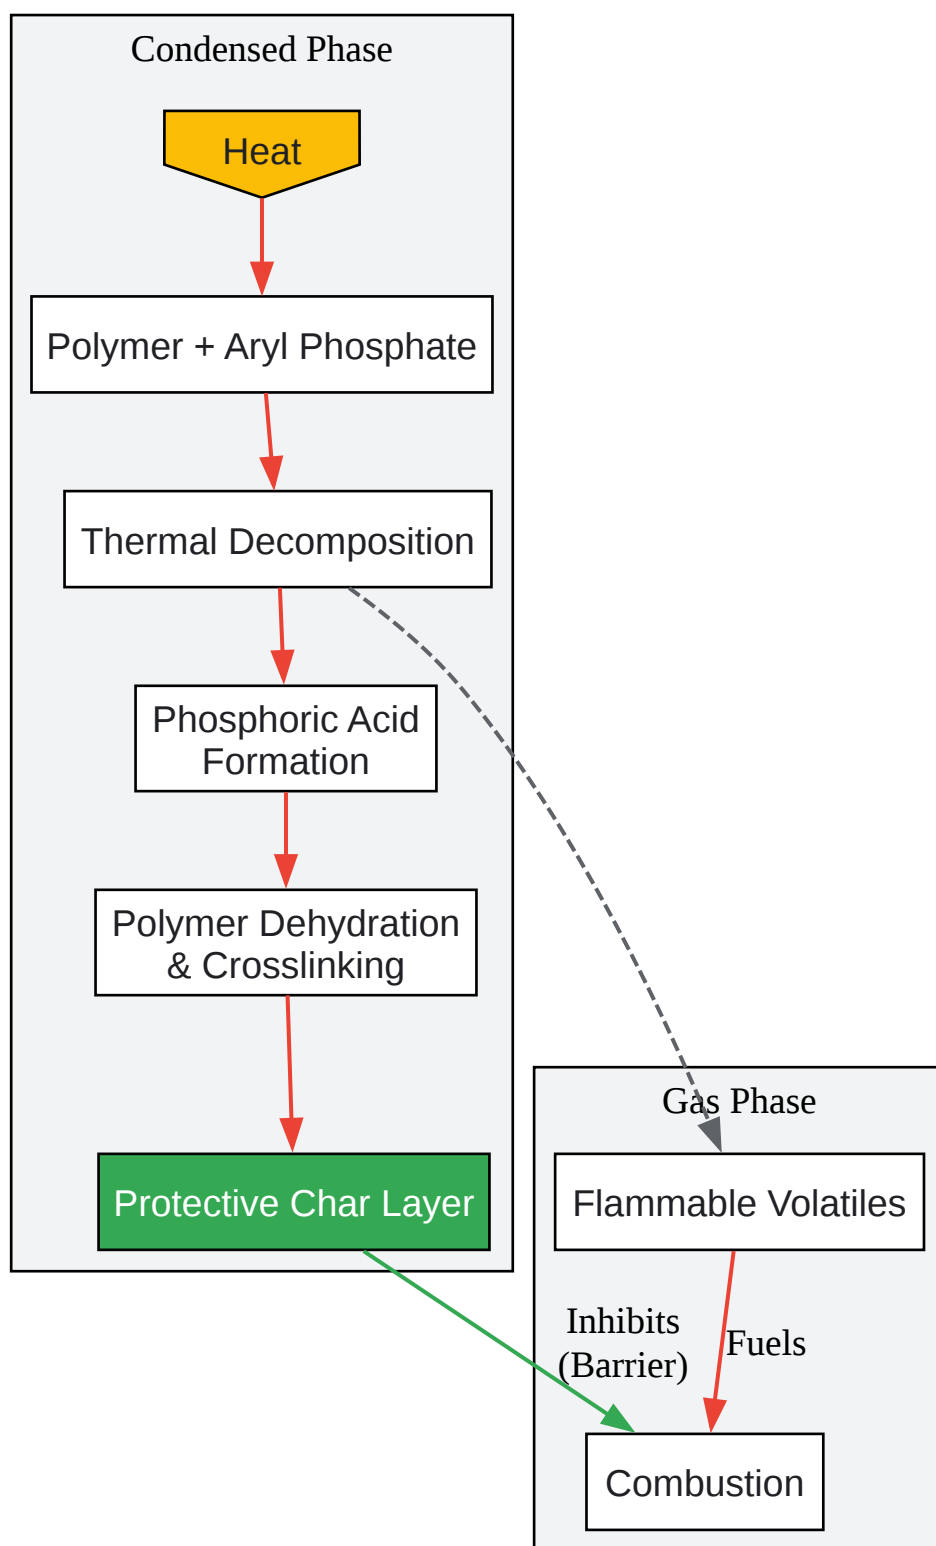 Condensed Phase
Heat
Polymer + Aryl Phosphate
Thermal Decomposition
Phosphoric Acid
Formation
Polymer Dehydration
& Crosslinking
Protective Char Layer
Gas Phase
Flammable Volatiles
Inhibits
(Barrier)
Fuels
Combustion